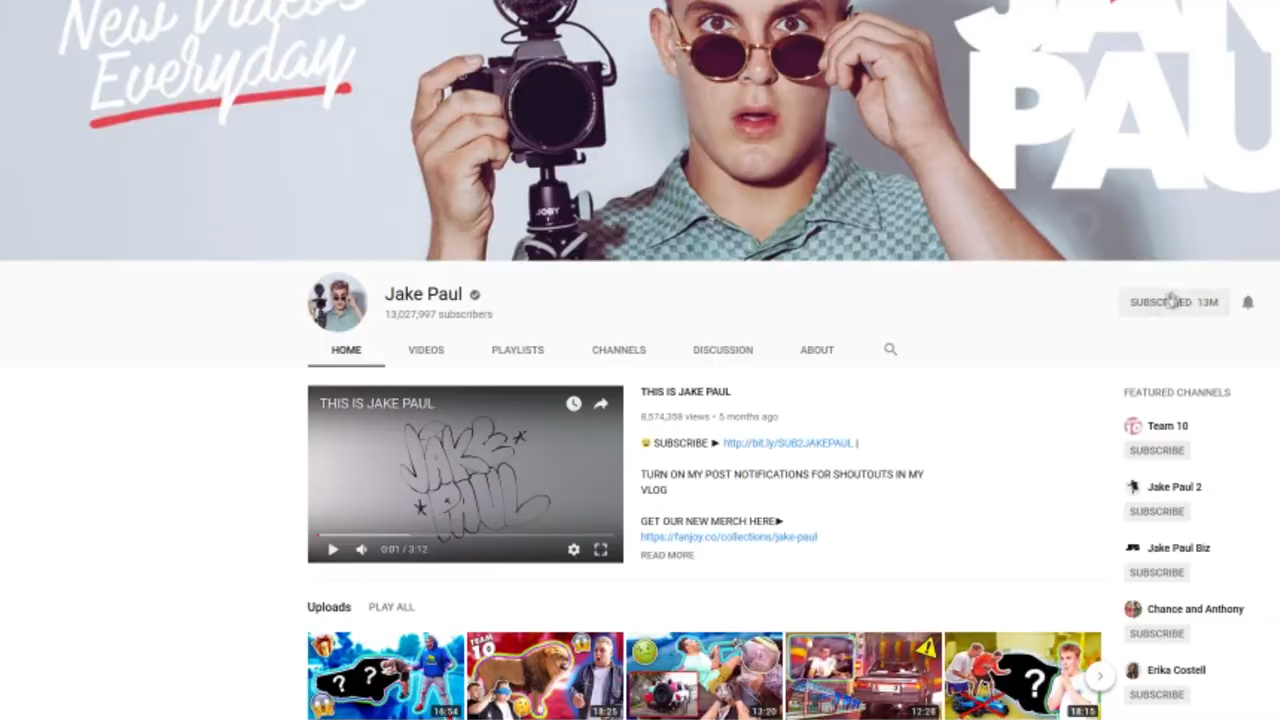 New Videos
Everyday
PAU
JOBY
Jake Paul
13,027,997 subscribers
SUBSCRIBED 13M
HOME VIDEOS PLAYLISTS CHANNELS DISCUSSION ABOUT
THIS IS JAKE PAUL
JAKE
PAUL
0:01 / 3:12
THIS IS JAKE PAUL
8,574,358 views • 5 months ago
😫 SUBSCRIBE ► http://bit.ly/SUB2JAKEPAUL |
TURN ON MY POST NOTIFICATIONS FOR SHOUTOUTS IN MY
VLOG
GET OUR NEW MERCH HERE►
https://fanjoy.co/collections/jake-paul
READ MORE
FEATURED CHANNELS
Team 10
SUBSCRIBE
Jake Paul 2
SUBSCRIBE
Jake Paul Biz
SUBSCRIBE
Chance and Anthony
SUBSCRIBE
Erika Costell
SUBSCRIBE
Uploads PLAY ALL
? ?
16:54
TEAM
10
18:25
13:20
12:28
?
18:15